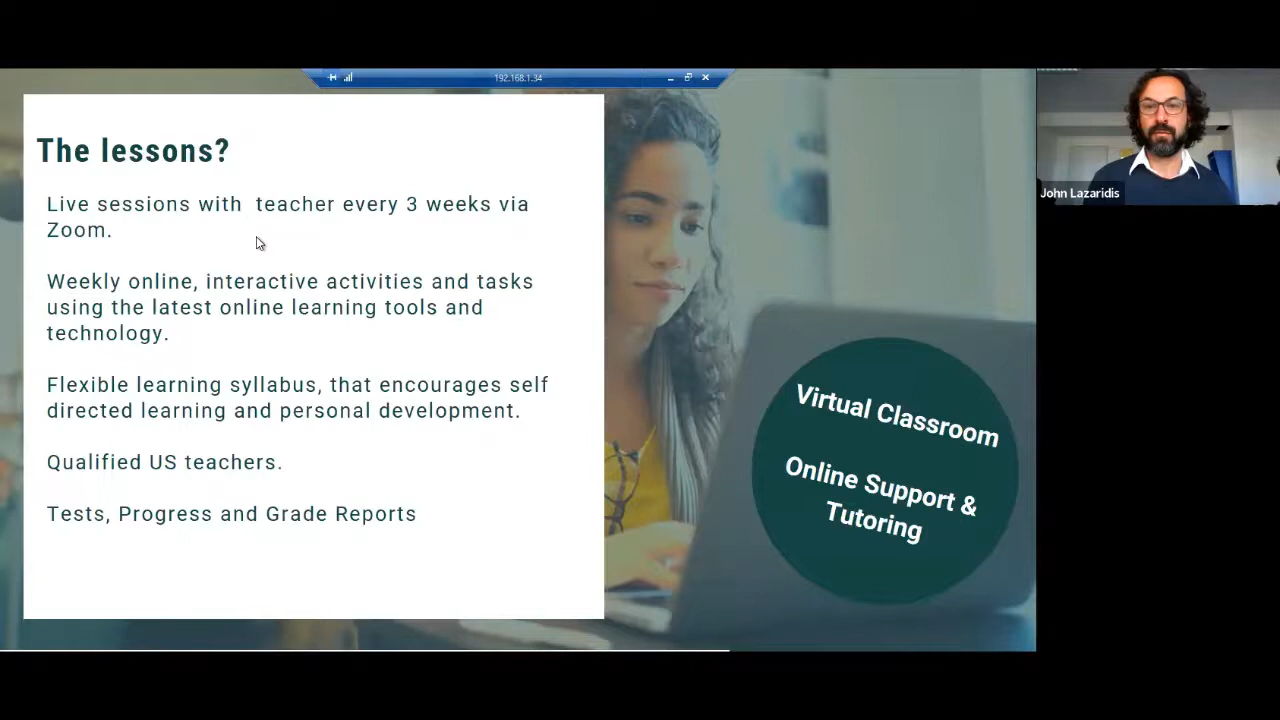 192.168.1.34
The lessons?
Live sessions with teacher every 3 weeks via
Zoom.
Weekly online, interactive activities and tasks
using the latest online learning tools and
technology.
Flexible learning syllabus, that encourages self
directed learning and personal development.
Qualified US teachers.
Tests, Progress and Grade Reports
Virtual Classroom
Online Support &
Tutoring
John Lazaridis